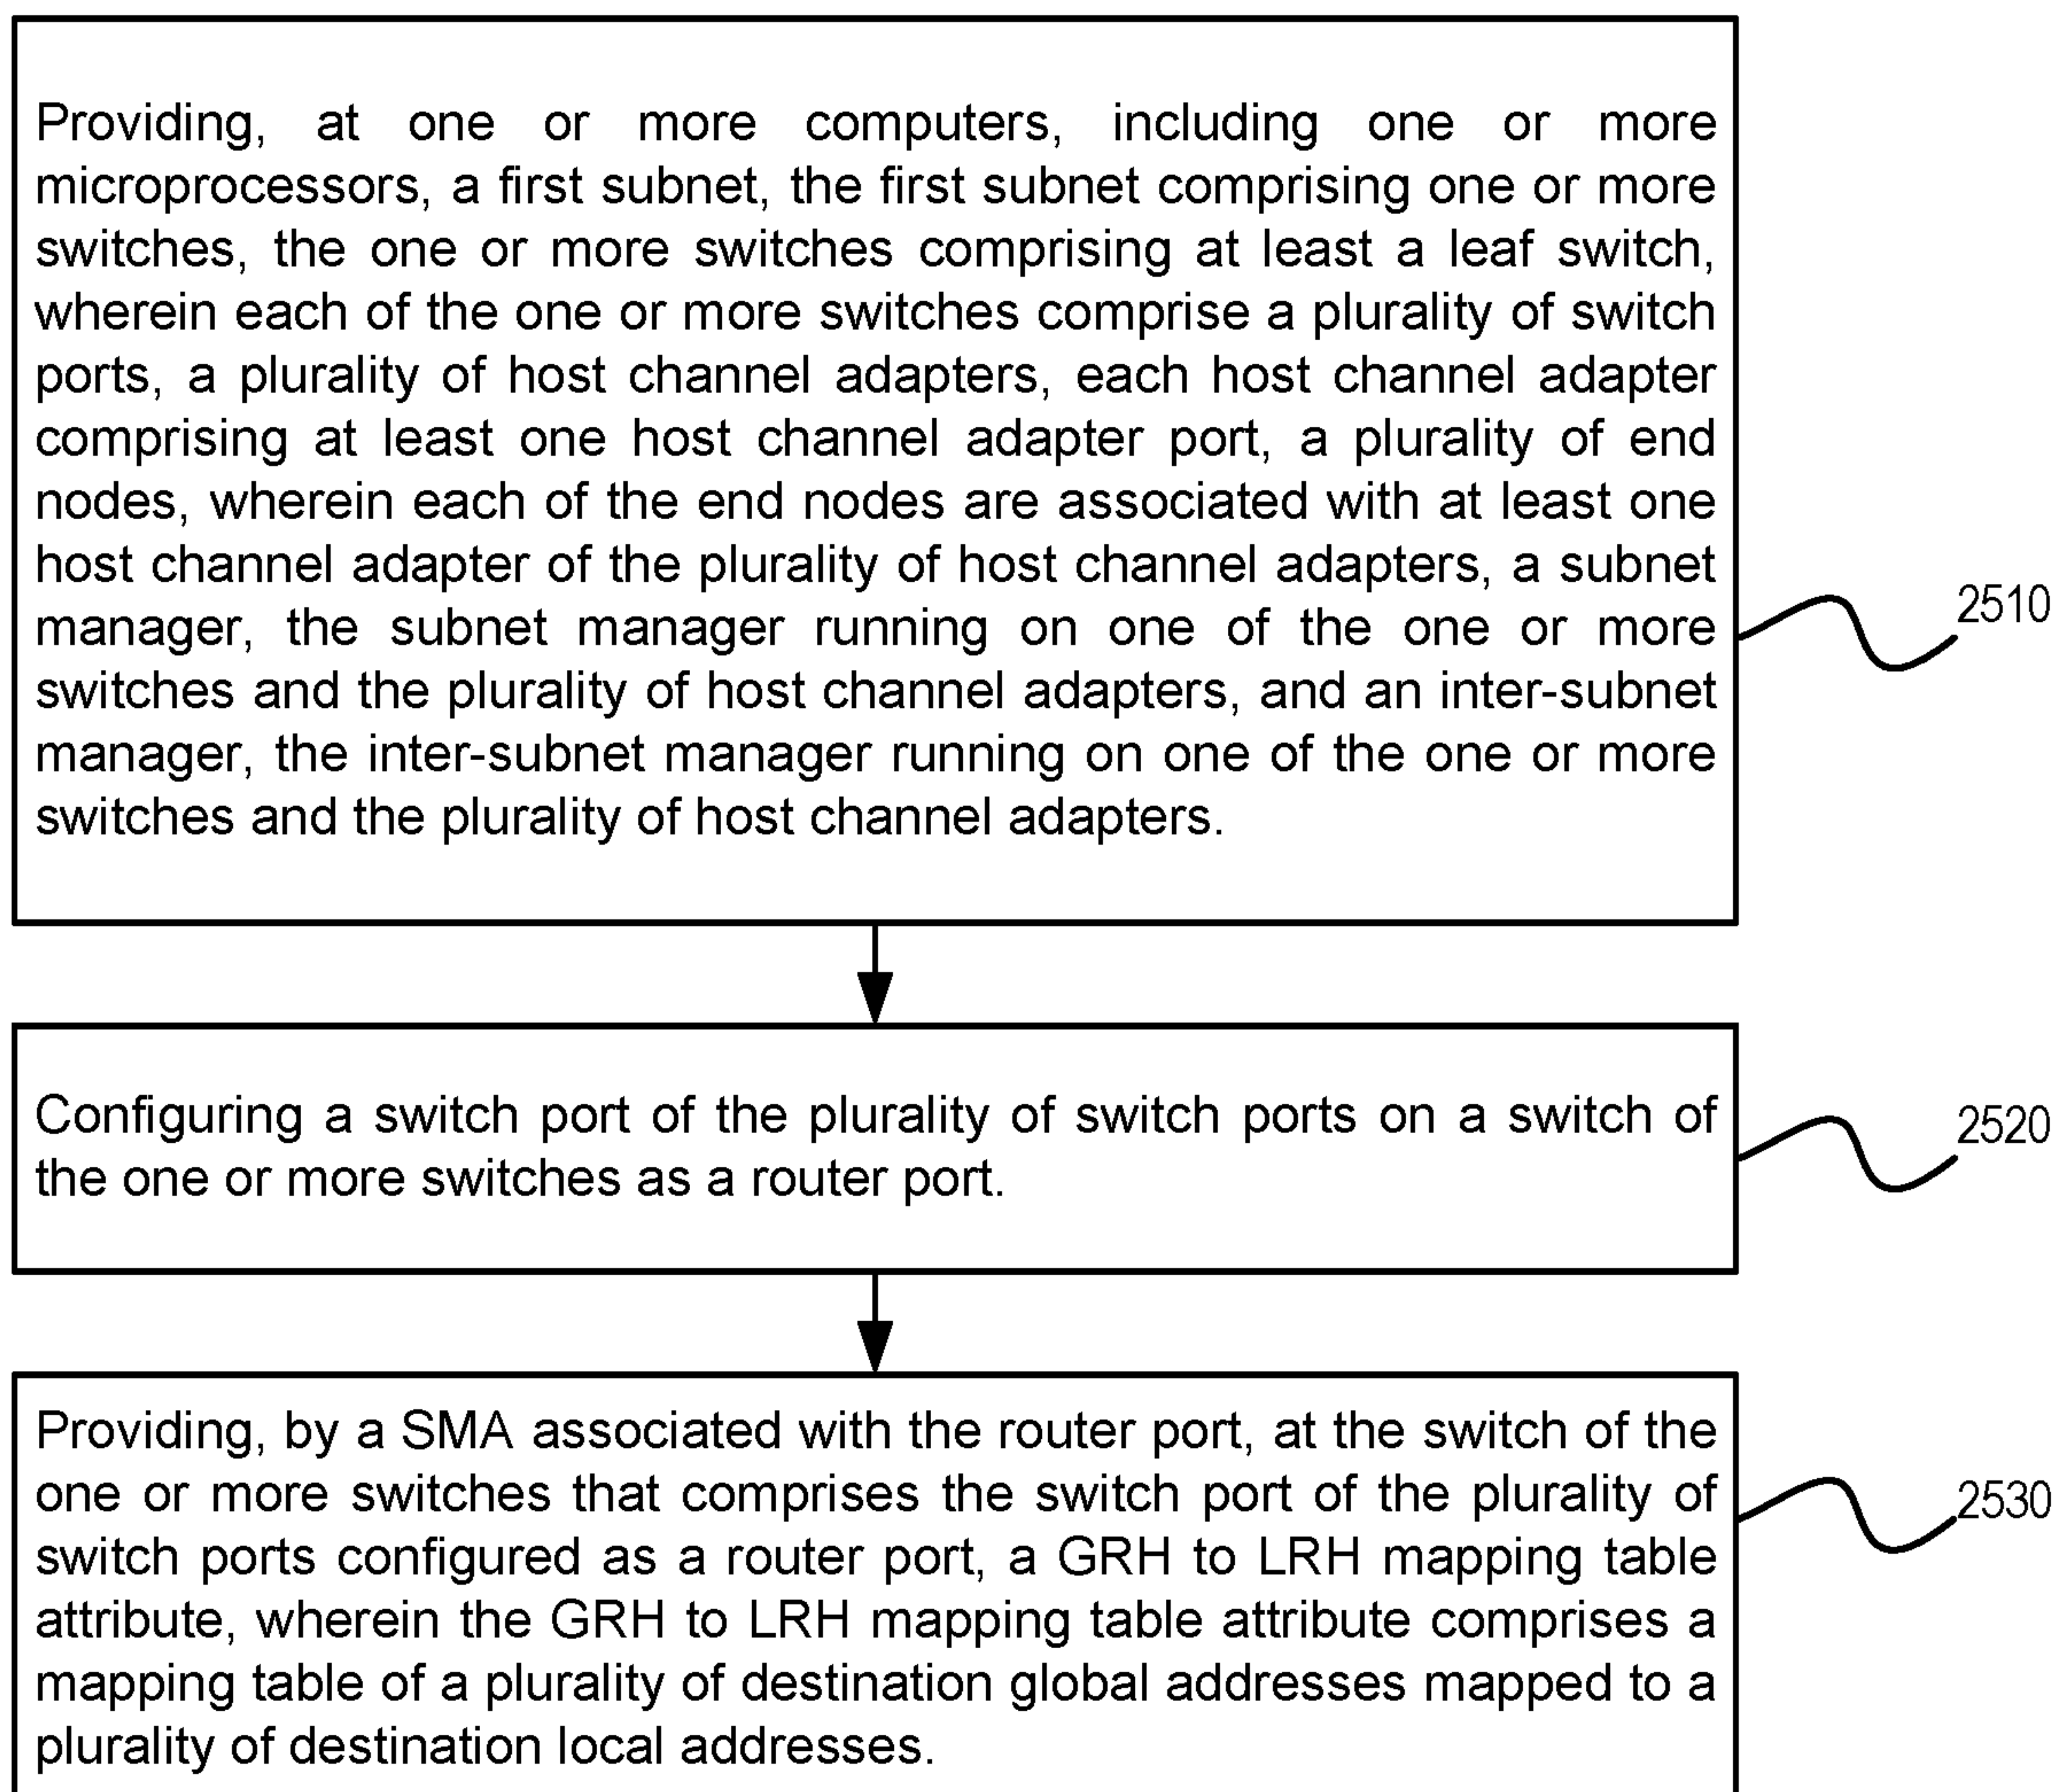 Providing, at one or more computers, including one or more
microprocessors, a first subnet, the first subnet comprising one or more
switches, the one or more switches comprising at least a leaf switch,
wherein each of the one or more switches comprise a plurality of switch
ports, a plurality of host channel adapters, each host channel adapter
comprising at least one host channel adapter port, a plurality of end
nodes, wherein each of the end nodes are associated with at least one
host channel adapter of the plurality of host channel adapters, a subnet
manager, the subnet manager running on one of the one or more
switches and the plurality of host channel adapters, and an inter-subnet
manager, the inter-subnet manager running on one of the one or more
switches and the plurality of host channel adapters.
2510
Configuring a switch port of the plurality of switch ports on a switch of
the one or more switches as a router port.
2520
Providing, by a SMA associated with the router port, at the switch of the
one or more switches that comprises the switch port of the plurality of
switch ports configured as a router port, a GRH to LRH mapping table
attribute, wherein the GRH to LRH mapping table attribute comprises a
mapping table of a plurality of destination global addresses mapped to a
plurality of destination local addresses.
2530